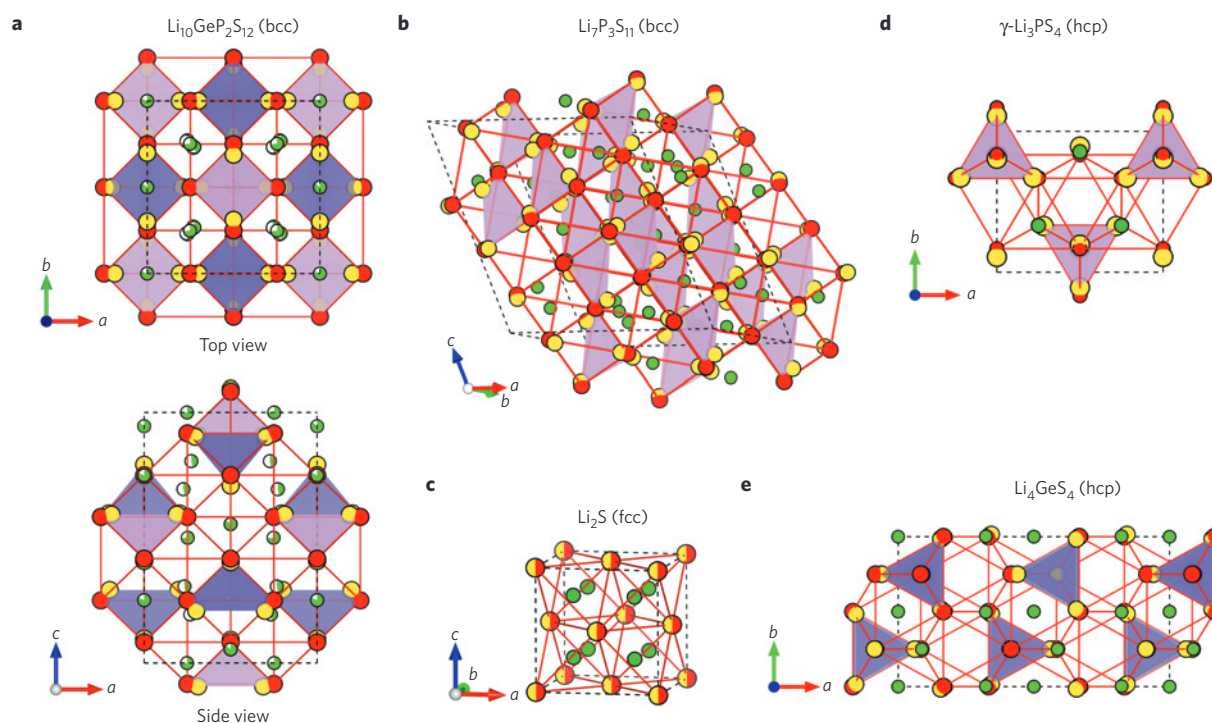 a
Li₁₀GeP₂S₁₂ (bcc)
b
a
Top view
c
a
Side view
b
Li₇P₃S₁₁ (bcc)
c
a
b
c
Li₂S (fcc)
c
b
a
d
γ-Li₃PS₄ (hcp)
b
a
e
Li₄GeS₄ (hcp)
b
a